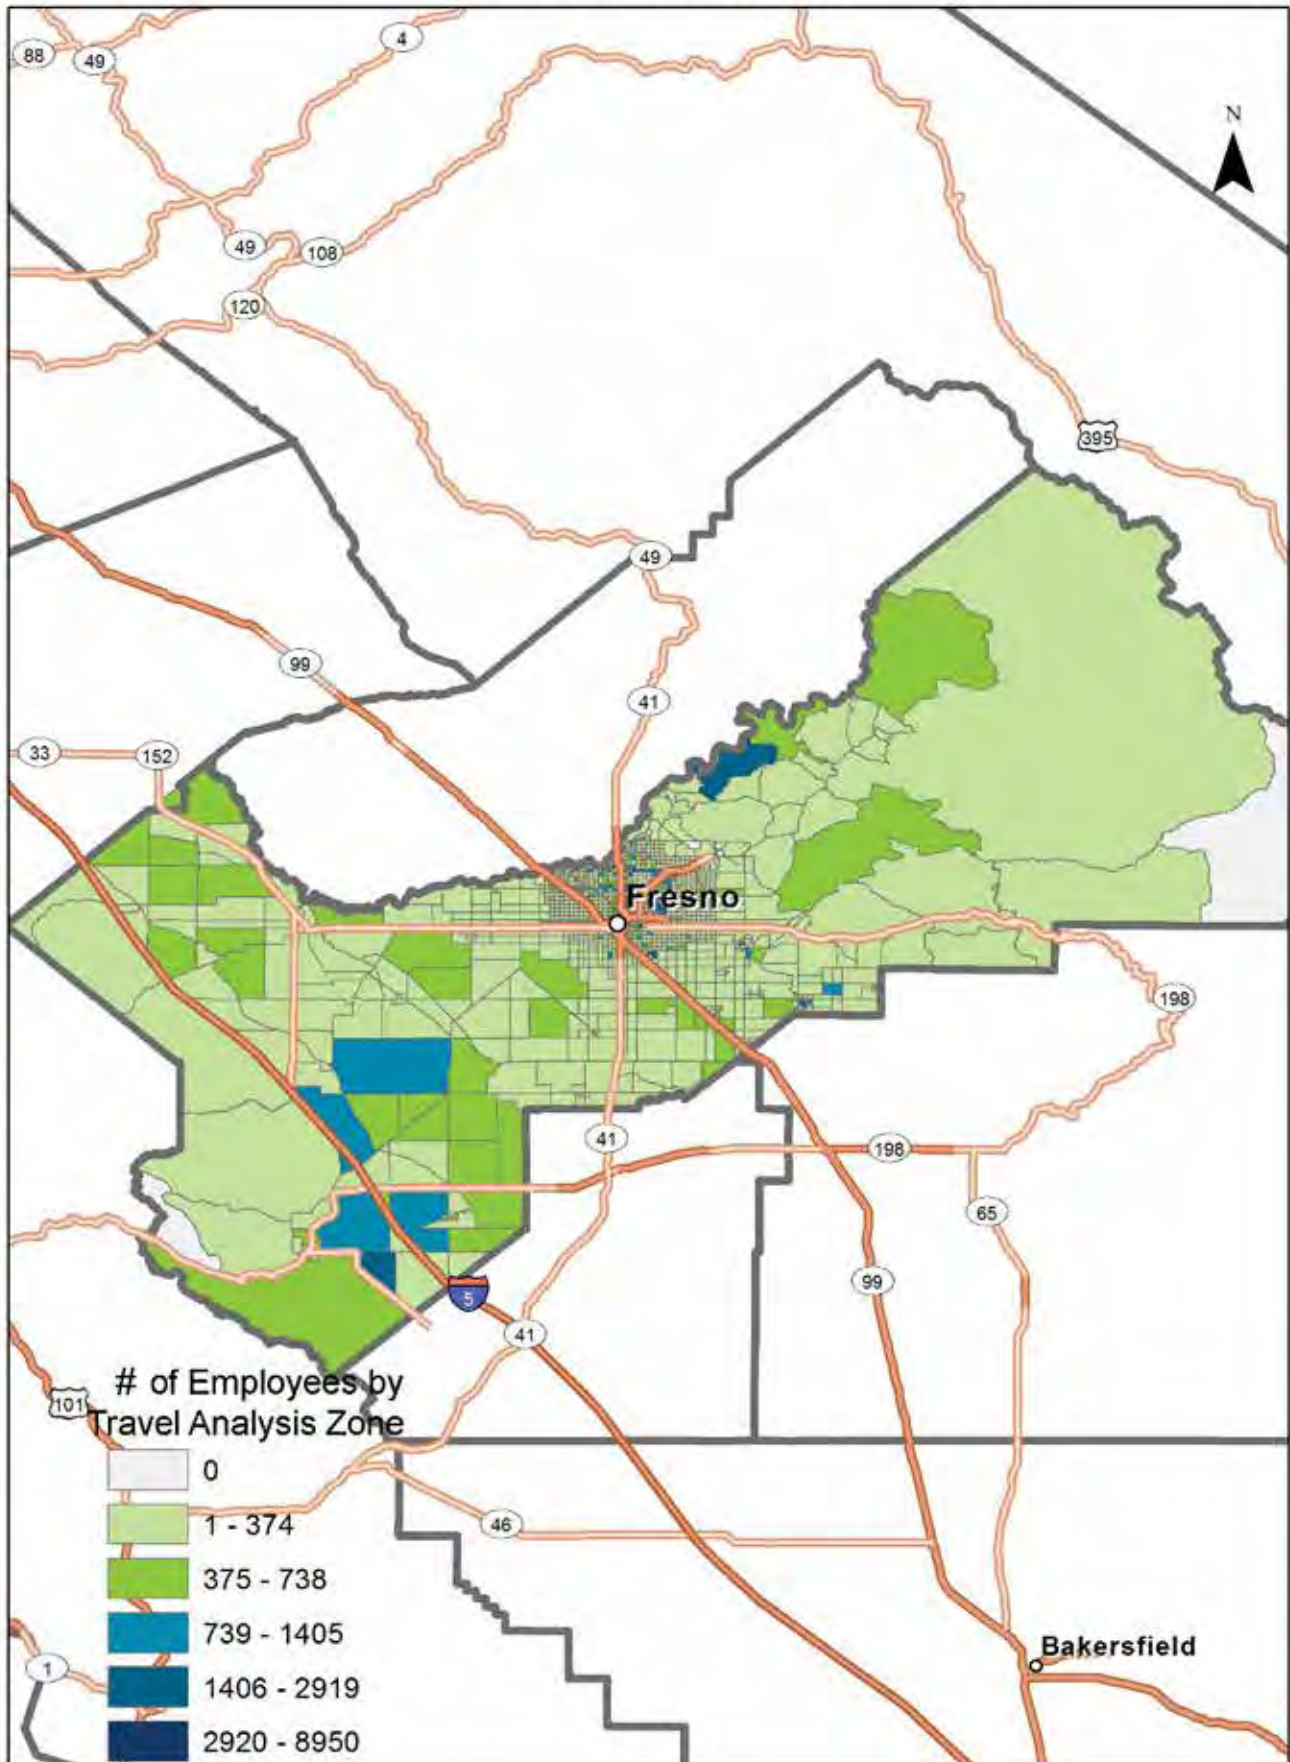 4
88
49
N
49
108
120
395
49
99
41
33
152
Fresno
198
41
198
65
99
5
41
# of Employees by
101
Travel Analysis Zone
0
1 - 374
46
375 - 738
739 - 1405
Bakersfield
1
1406 - 2919
2920 - 8950